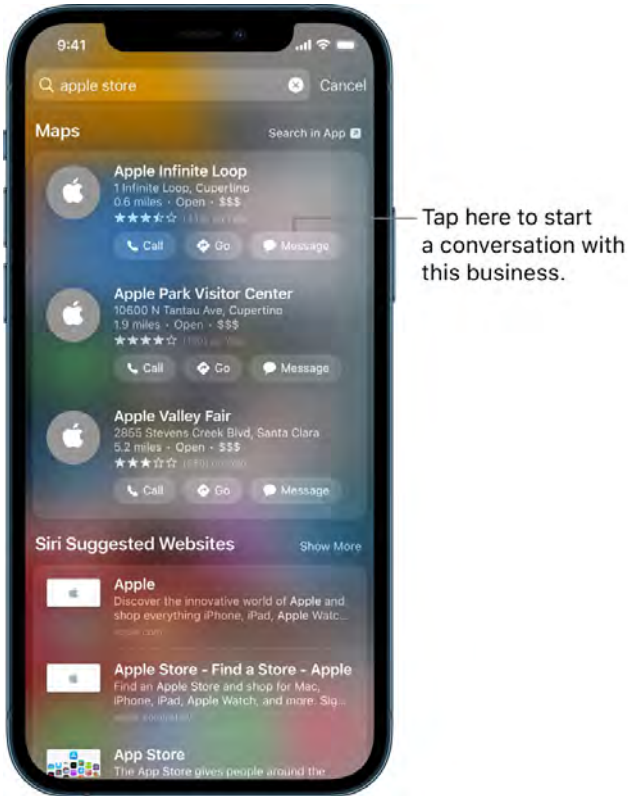 9:41
apple store
Cancel
Maps
Search in App
Apple Infinite Loop
1 Infinite Loop, Cupertino
0.6 miles · Open · $$$
Call
Go
Message
Tap here to start
a conversation with
this business.
Apple Park Visitor Center
10600 N Tantau Ave, Cupertino
1.9 miles · Open · $$$
Call
Go
Message
Apple Valley Fair
2855 Stevens Creek Blvd, Santa Clara
5.2 miles · Open · $$$
Call
Go
Message
Siri Suggested Websites
Show More
Apple
Discover the innovative world of Apple and
shop everything iPhone, iPad, Apple Watc...
Apple Store - Find a Store - Apple
Find an Apple Store and shop for Mac,
iPhone, iPad, Apple Watch, and more. Sig...
App Store
The App Store gives people around the